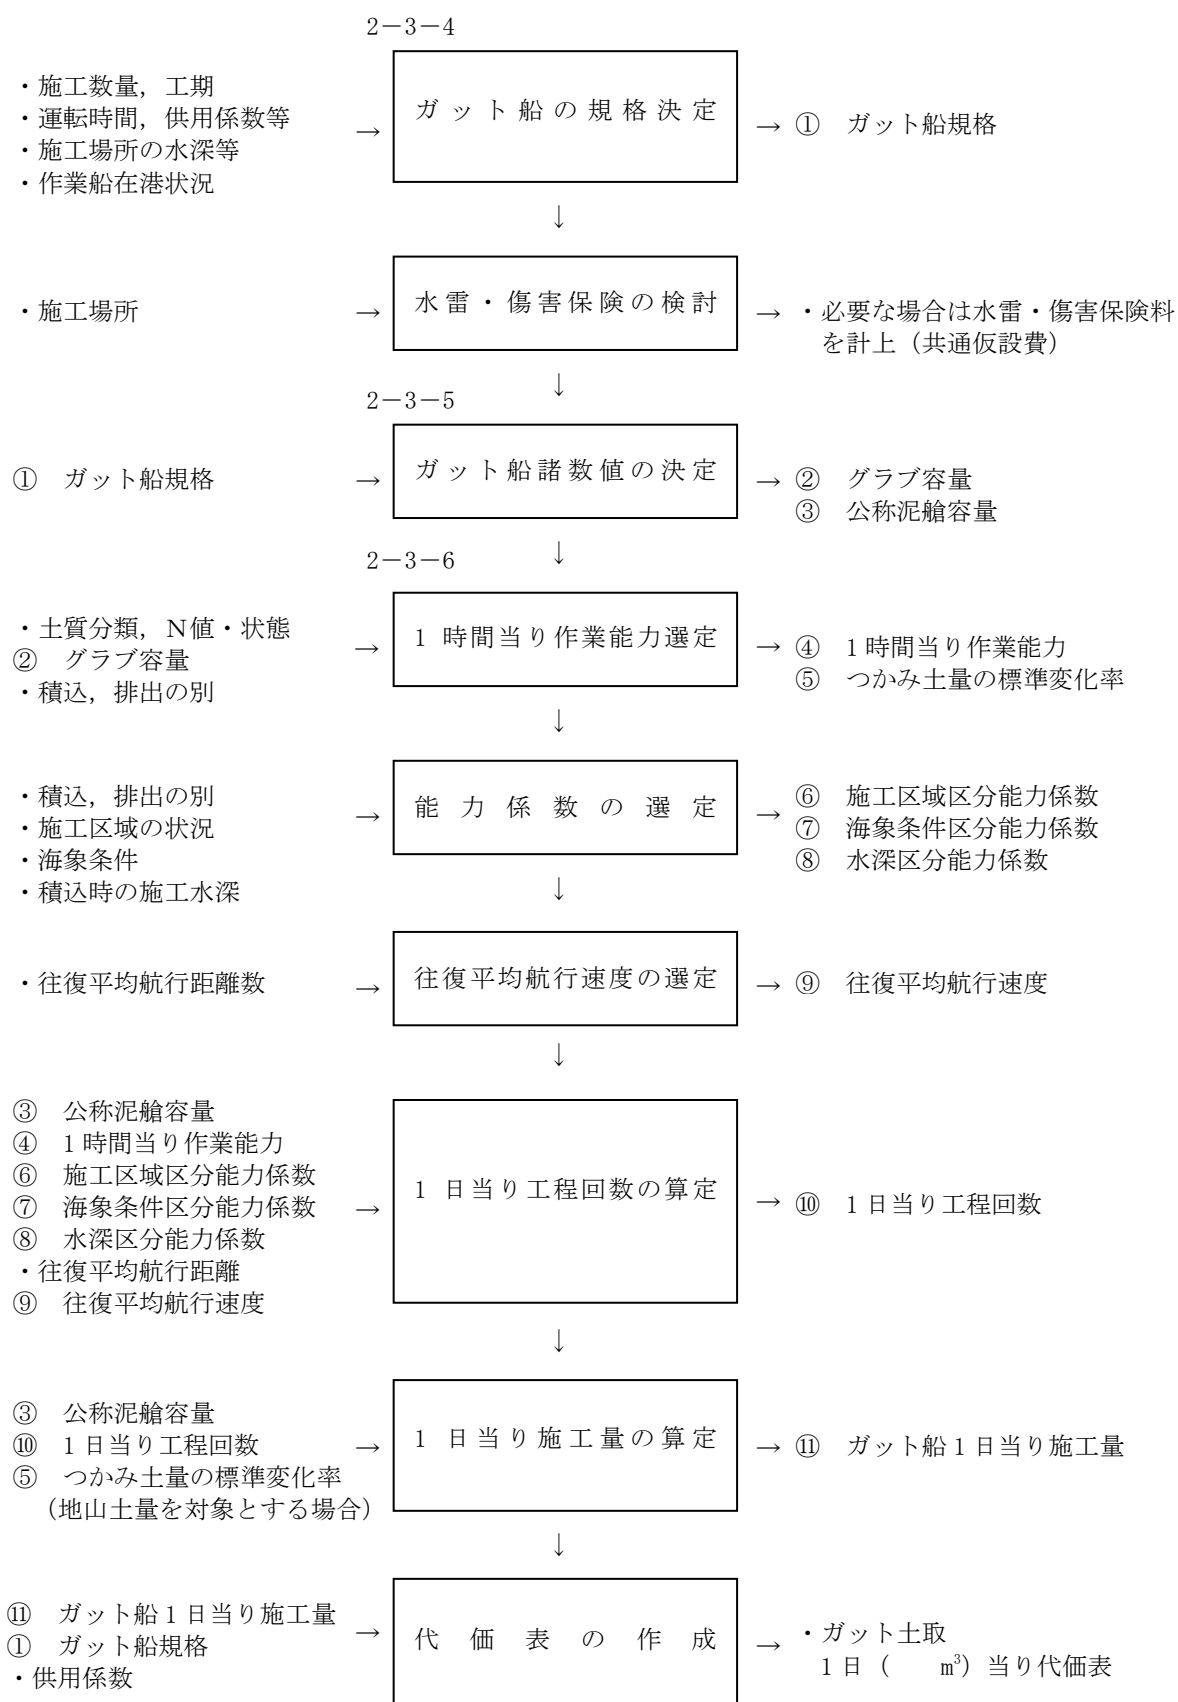 2－3－4
・施工数量，工期
・運転時間，供用係数等
・施工場所の水深等
・作業船在港状況
→
ガット船の規格決定
→ ① ガット船規格
↓
・施工場所
→
水雷・傷害保険の検討
→ ・必要な場合は水雷・傷害保険料
を計上（共通仮設費）
↓
2－3－5
① ガット船規格
→
ガット船諸数値の決定
→ ② グラブ容量
③ 公称泥艙容量
↓
2－3－6
・土質分類，Ｎ値・状態
② グラブ容量
・積込，排出の別
→
1 時間当り作業能力選定
→ ④ 1時間当り作業能力
⑤ つかみ土量の標準変化率
↓
・積込，排出の別
・施工区域の状況
・海象条件
・積込時の施工水深
→
能力係数の選定
→
⑥ 施工区域区分能力係数
⑦ 海象条件区分能力係数
⑧ 水深区分能力係数
↓
・往復平均航行距離数
→
往復平均航行速度の選定
→ ⑨ 往復平均航行速度
↓
③ 公称泥艙容量
④ 1時間当り作業能力
⑥ 施工区域区分能力係数
⑦ 海象条件区分能力係数
⑧ 水深区分能力係数
・往復平均航行距離
⑨ 往復平均航行速度
→
1 日当り工程回数の算定
→ ⑩ 1日当り工程回数
↓
③ 公称泥艙容量
⑩ 1日当り工程回数
⑤ つかみ土量の標準変化率
（地山土量を対象とする場合）
→
1 日当り施工量の算定
→ ⑪ ガット船1日当り施工量
↓
⑪ ガット船1日当り施工量
① ガット船規格
・供用係数
→
代価表の作成
→
・ガット土取
1日（　　m³）当り代価表